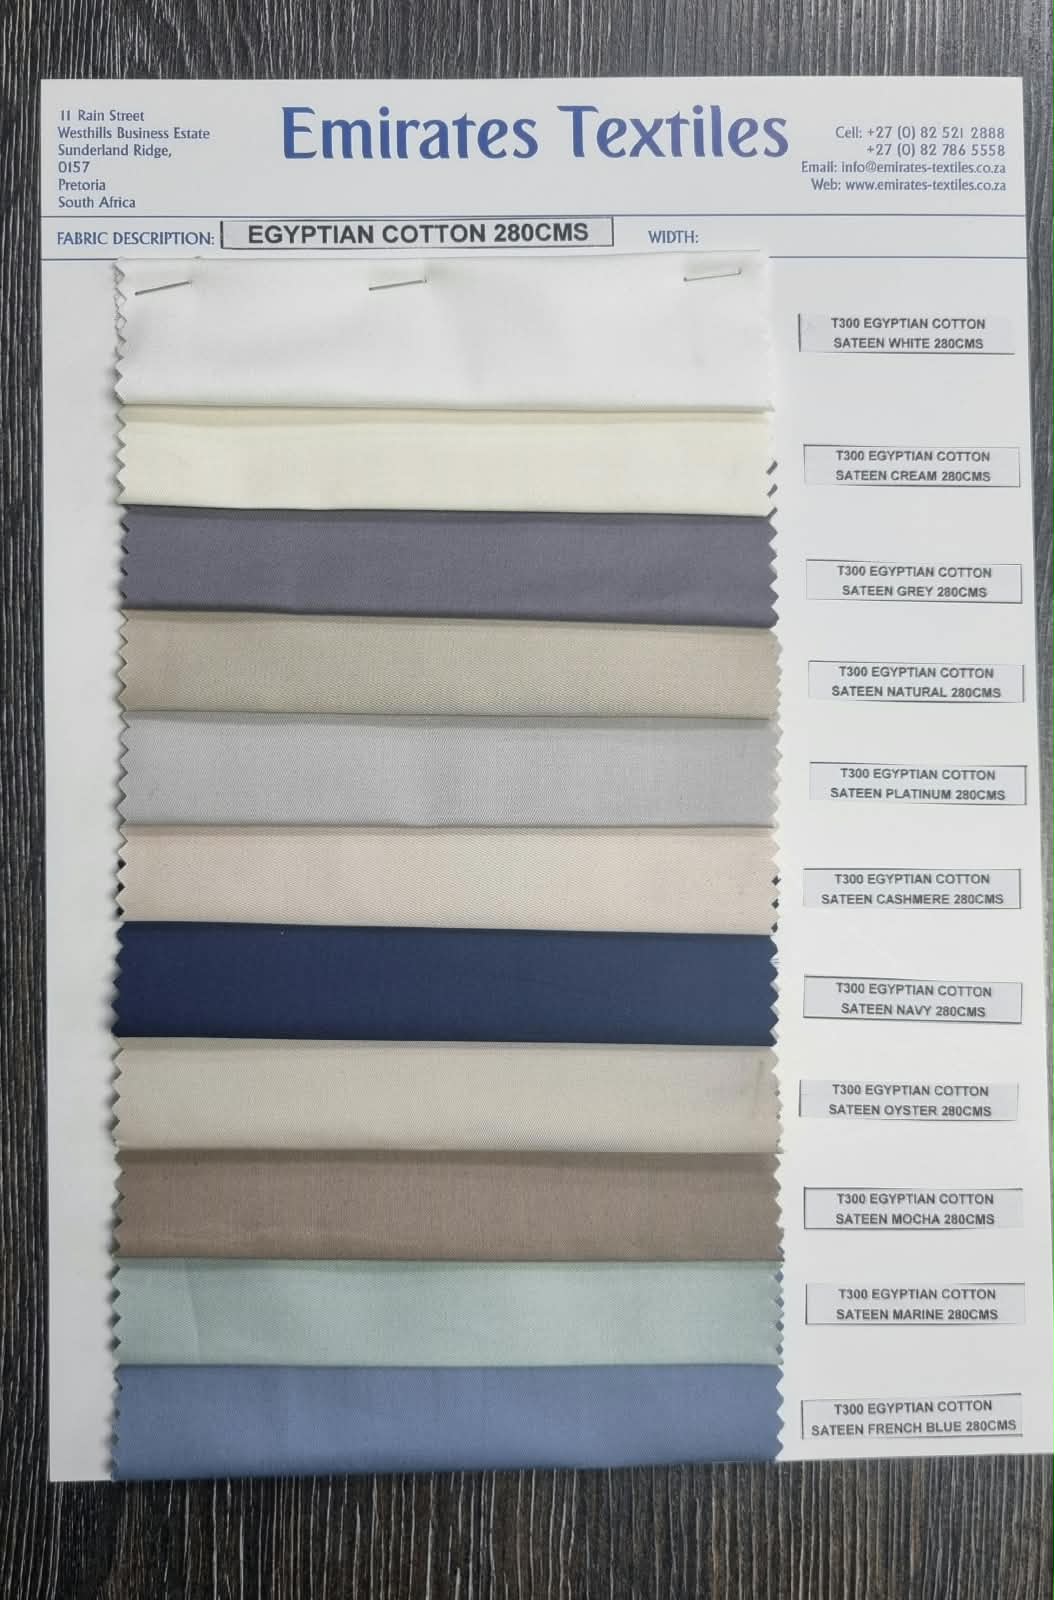 11 Rain Street
Westhills Business Estate
Sunderland Ridge,
0157
Pretoria
South Africa
Emirates Textiles
Cell: +27 (0) 82 521 2888
+27 (0) 82 786 5558
Email: info@emirates-textiles.co.za
Web: www.emirates-textiles.co.za
FABRIC DESCRIPTION: EGYPTIAN COTTON 280CMS WIDTH:
T300 EGYPTIAN COTTON
SATEEN WHITE 280CMS
T300 EGYPTIAN COTTON
SATEEN CREAM 280CMS
T300 EGYPTIAN COTTON
SATEEN GREY 280CMS
T300 EGYPTIAN COTTON
SATEEN NATURAL 280CMS
T300 EGYPTIAN COTTON
SATEEN PLATINUM 280CMS
T300 EGYPTIAN COTTON
SATEEN CASHMERE 280CMS
T300 EGYPTIAN COTTON
SATEEN NAVY 280CMS
T300 EGYPTIAN COTTON
SATEEN OYSTER 280CMS
T300 EGYPTIAN COTTON
SATEEN MOCHA 280CMS
T300 EGYPTIAN COTTON
SATEEN MARINE 280CMS
T300 EGYPTIAN COTTON
SATEEN FRENCH BLUE 280CMS